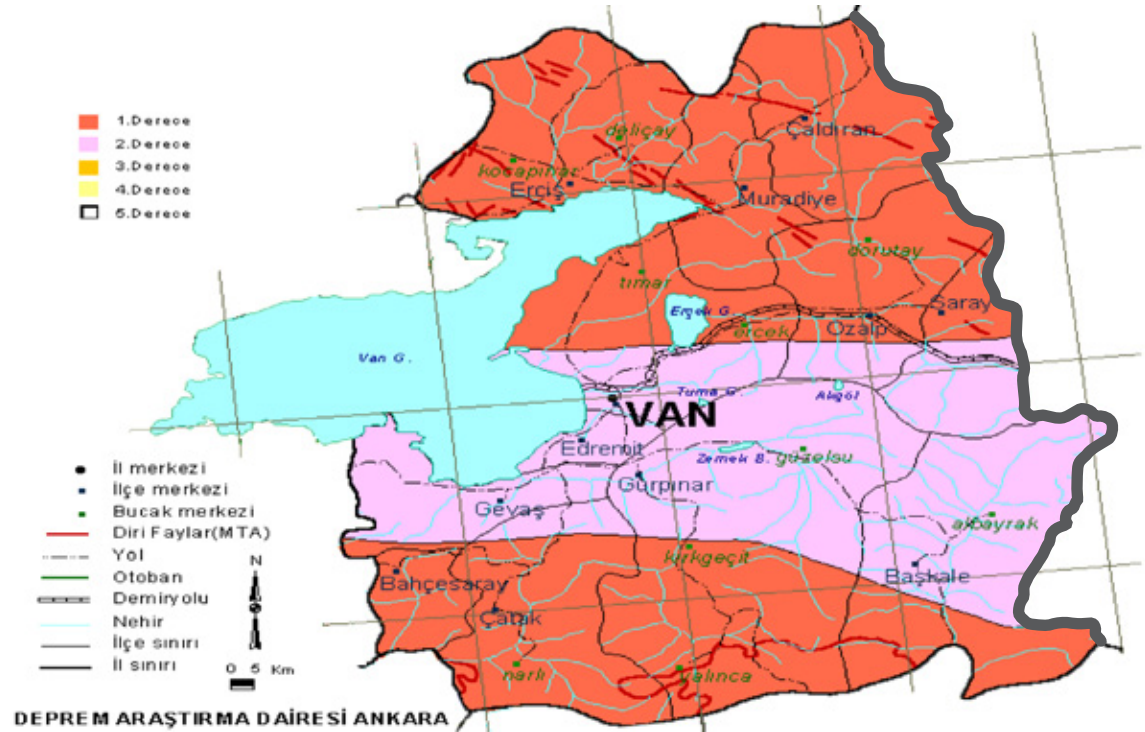 1.Derece
2.Derece
3.Derece
4.Derece
5.Derece
deliçay
Çaldıran
kocapınar
Erciş
Muradiye
dorutay
tımar
Saray
Erçek G.
erçek
Özalp
Van G.
Turna G.
Akgöl
VAN
Edremit
Zernek B.
güzelsu
Gürpınar
Gevaş
albayrak
kırkgeçit
Başkale
Bahçesaray
Çatak
narlı
yalınca
İl merkezi
İlçe merkezi
Bucak merkezi
Diri Faylar(MTA)
Yol
Otoban
Demiryolu
Nehir
İlçe sınırı
İl sınırı
N
0 5 Km
DEPREM ARAŞTIRMA DAİRESİ ANKARA